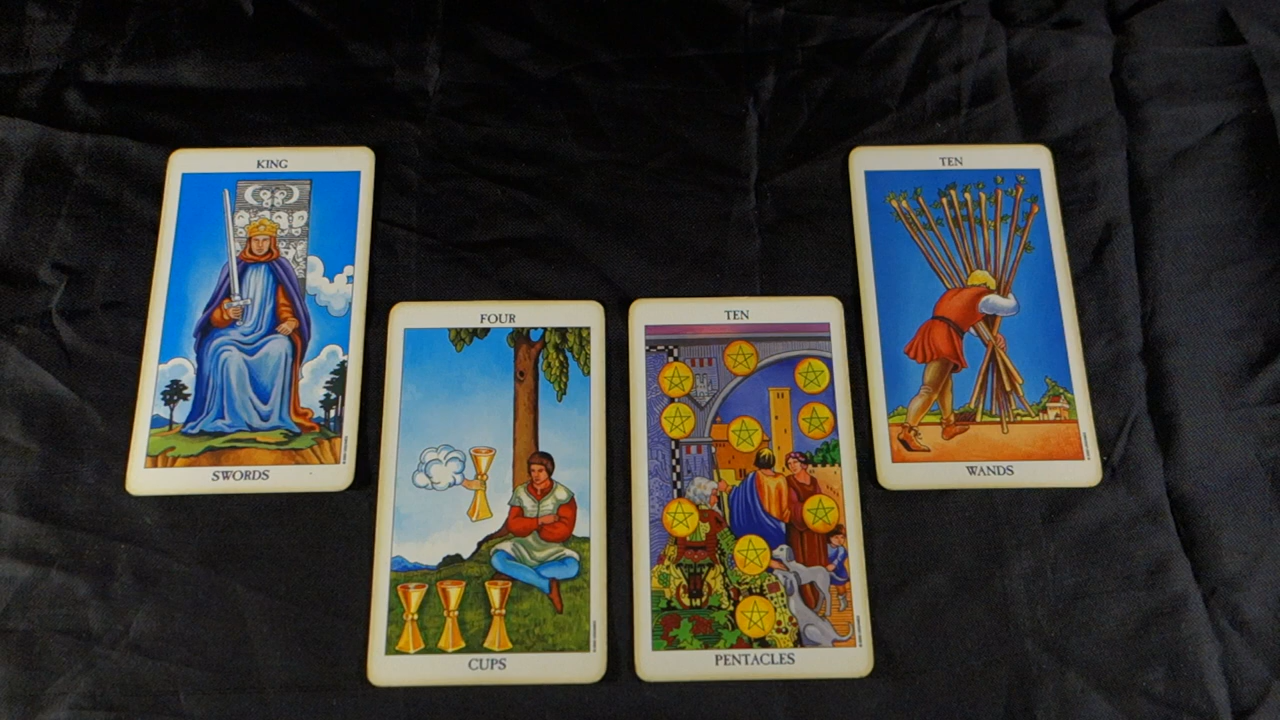 KING
SWORDS
FOUR
CUPS
TEN
PENTACLES
TEN
WANDS